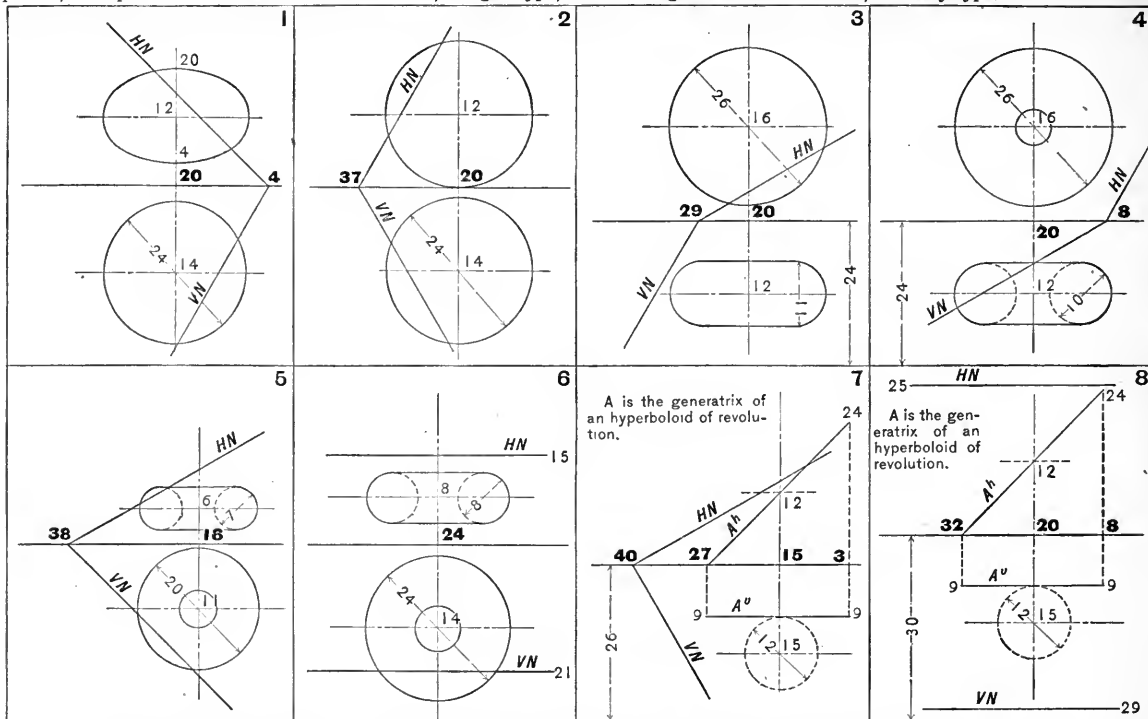 1
HN
20
12
4
20 4
24
14
VN
2
HN
12
37 20
VN
24
14
3
26
16
HN
29 20
VN
12
24
4
26
16
HN
8
20
24
12
10
VN
5
HN
6
7
38 18
VN
20
11
6
HN 15
8
8
24
24
14
VN 21
7
A is the generatrix of
an hyperboloid of revolu-
tion.
24
HN
12
Ah
40 27 15 3
9 Av 9
12
15
VN
26
8
HN
25
24
A is the gen-
eratrix of an
hyperboloid of
revolution.
12
Ah
32 20 8
9 Av 9
12
15
30
VN 29